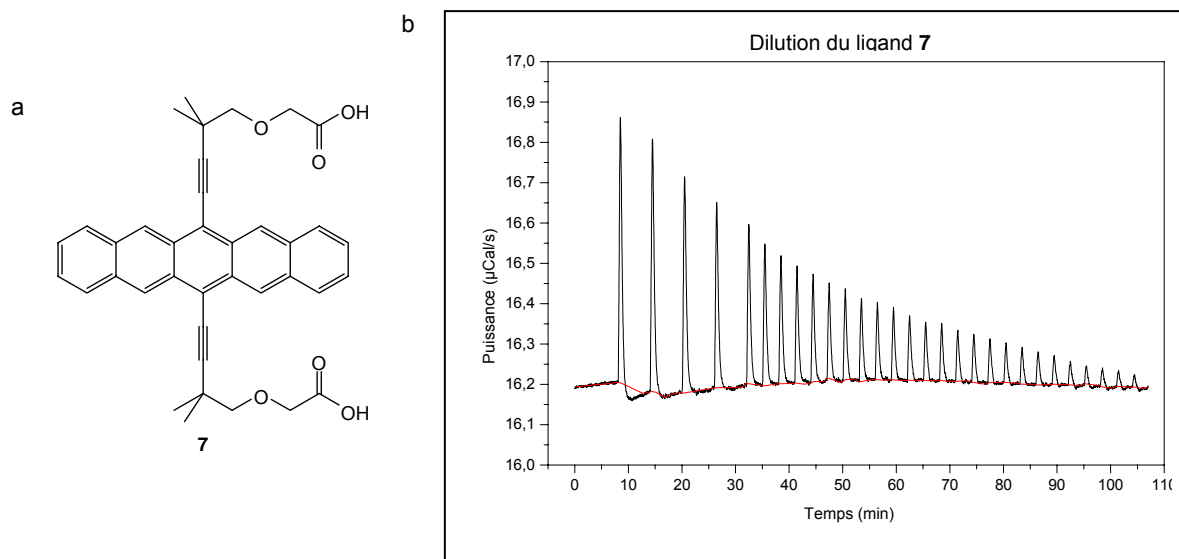 a
OH
O
O
O
O
OH
7
b
Dilution du ligand 7
17,0
16,9
16,8
16,7
16,6
16,5
16,4
16,3
16,2
16,1
16,0
Puissance (µCal/s)
0 10 20 30 40 50 60 70 80 90 100 110
Temps (min)